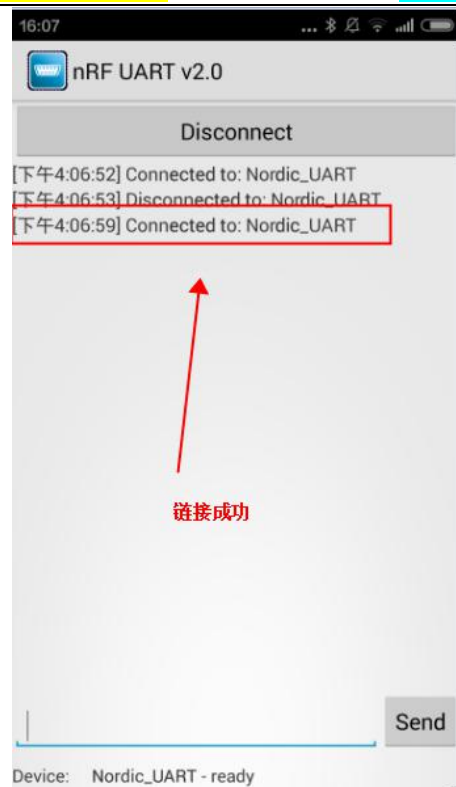 16:07
...
nRF UART v2.0
Disconnect
[下午4:06:52] Connected to: Nordic_UART
[下午4:06:53] Disconnected to: Nordic_UART
[下午4:06:59] Connected to: Nordic_UART
链接成功
Send
Device: Nordic_UART - ready